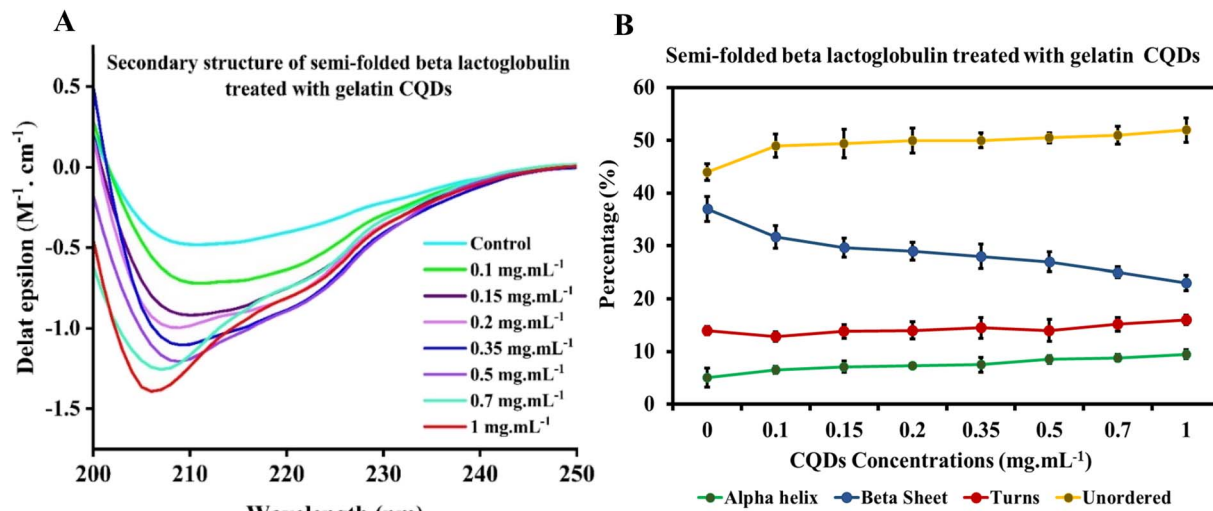 A
Secondary structure of semi-folded beta lactoglobulin
treated with gelatin CQDs
Delat epsilon (M⁻¹. cm⁻¹)
0.5
0.0
-0.5
-1.0
-1.5
Control
0.1 mg.mL⁻¹
0.15 mg.mL⁻¹
0.2 mg.mL⁻¹
0.35 mg.mL⁻¹
0.5 mg.mL⁻¹
0.7 mg.mL⁻¹
1 mg.mL⁻¹
200 210 220 230 240 250
Wavelength (nm)
B
Semi-folded beta lactoglobulin treated with gelatin CQDs
Percentage (%)
60
50
40
30
20
10
0
0 0.1 0.15 0.2 0.35 0.5 0.7 1
CQDs Concentrations (mg.mL⁻¹)
Alpha helix Beta Sheet Turns Unordered